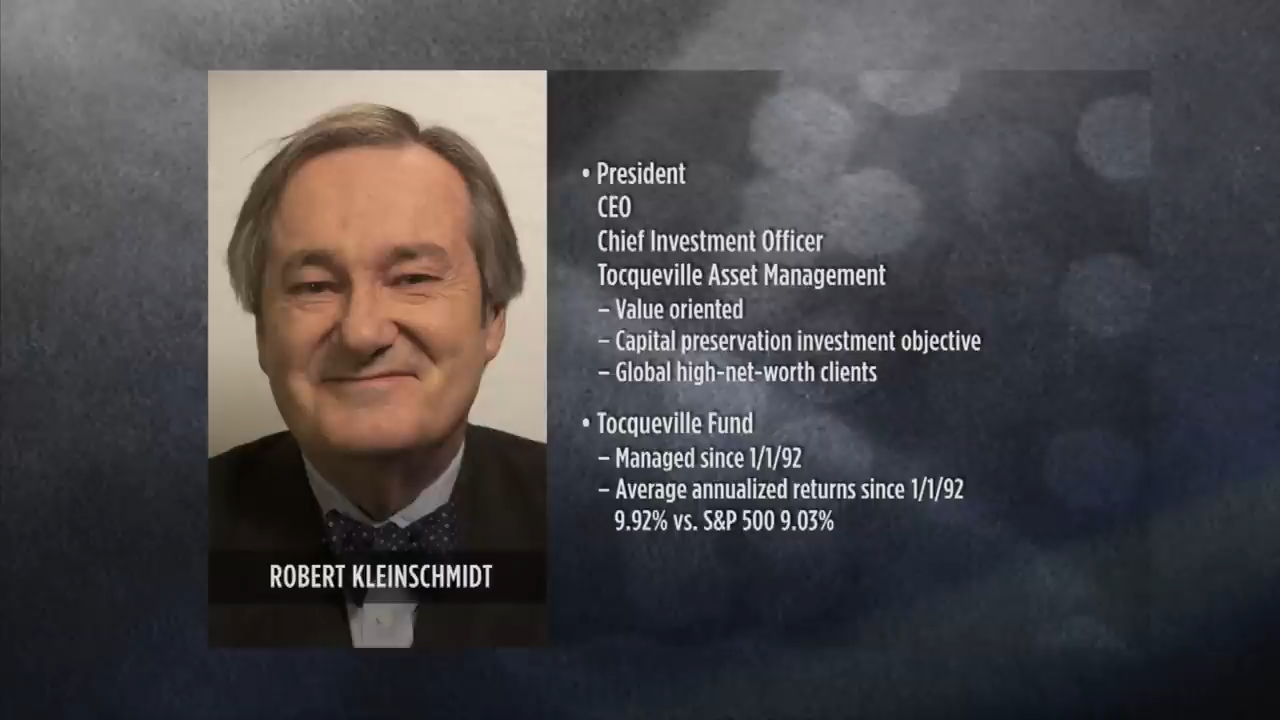 • President
CEO
Chief Investment Officer
Tocqueville Asset Management
– Value oriented
– Capital preservation investment objective
– Global high-net-worth clients
• Tocqueville Fund
– Managed since 1/1/92
– Average annualized returns since 1/1/92
9.92% vs. S&P 500 9.03%
ROBERT KLEINSCHMIDT